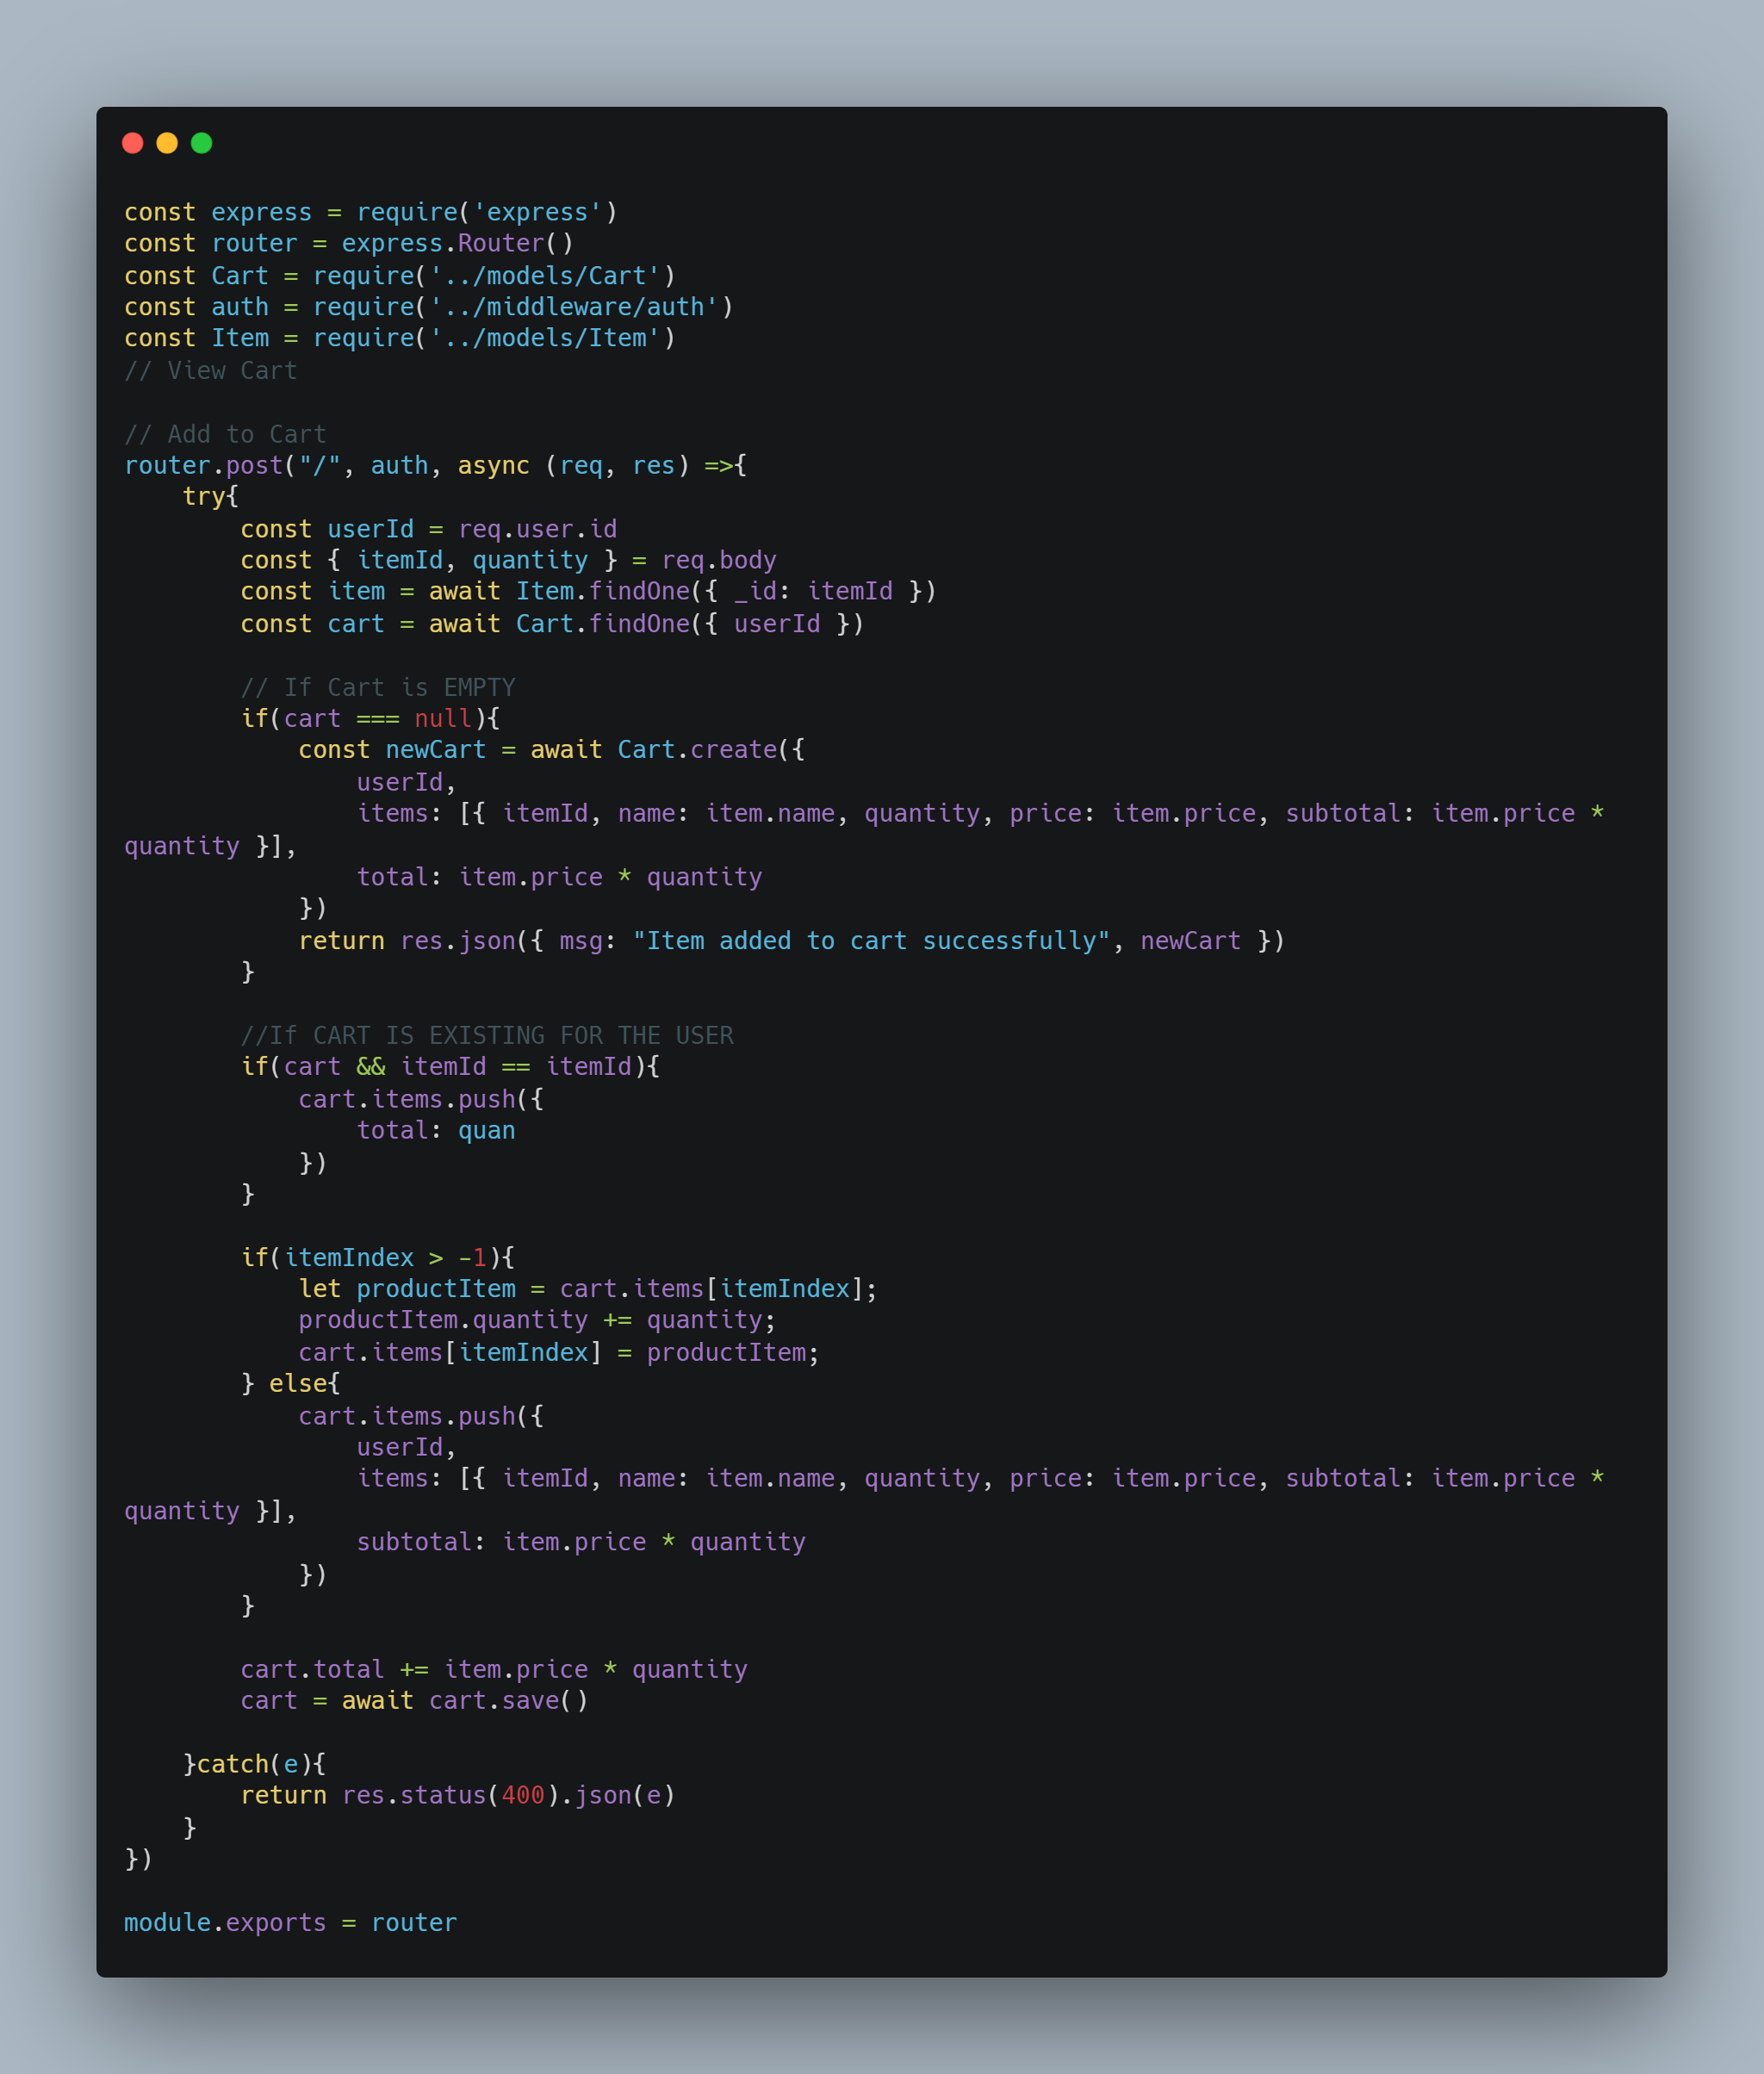 const express = require('express')
const router = express.Router()
const Cart = require('../models/Cart')
const auth = require('../middleware/auth')
const Item = require('../models/Item')
// View Cart

// Add to Cart
router.post("/", auth, async (req, res) =>{
    try{
        const userId = req.user.id
        const { itemId, quantity } = req.body
        const item = await Item.findOne({ _id: itemId })
        const cart = await Cart.findOne({ userId })

        // If Cart is EMPTY
        if(cart === null){
            const newCart = await Cart.create({
                userId,
                items: [{ itemId, name: item.name, quantity, price: item.price, subtotal: item.price *
quantity }],
                total: item.price * quantity
            })
            return res.json({ msg: "Item added to cart successfully", newCart })
        }

        //If CART IS EXISTING FOR THE USER
        if(cart && itemId == itemId){
            cart.items.push({
                total: quan
            })
        }

        if(itemIndex > -1){
            let productItem = cart.items[itemIndex];
            productItem.quantity += quantity;
            cart.items[itemIndex] = productItem;
        } else{
            cart.items.push({
                userId,
                items: [{ itemId, name: item.name, quantity, price: item.price, subtotal: item.price *
quantity }],
                subtotal: item.price * quantity
            })
        }

        cart.total += item.price * quantity
        cart = await cart.save()

    }catch(e){
        return res.status(400).json(e)
    }
})

module.exports = router